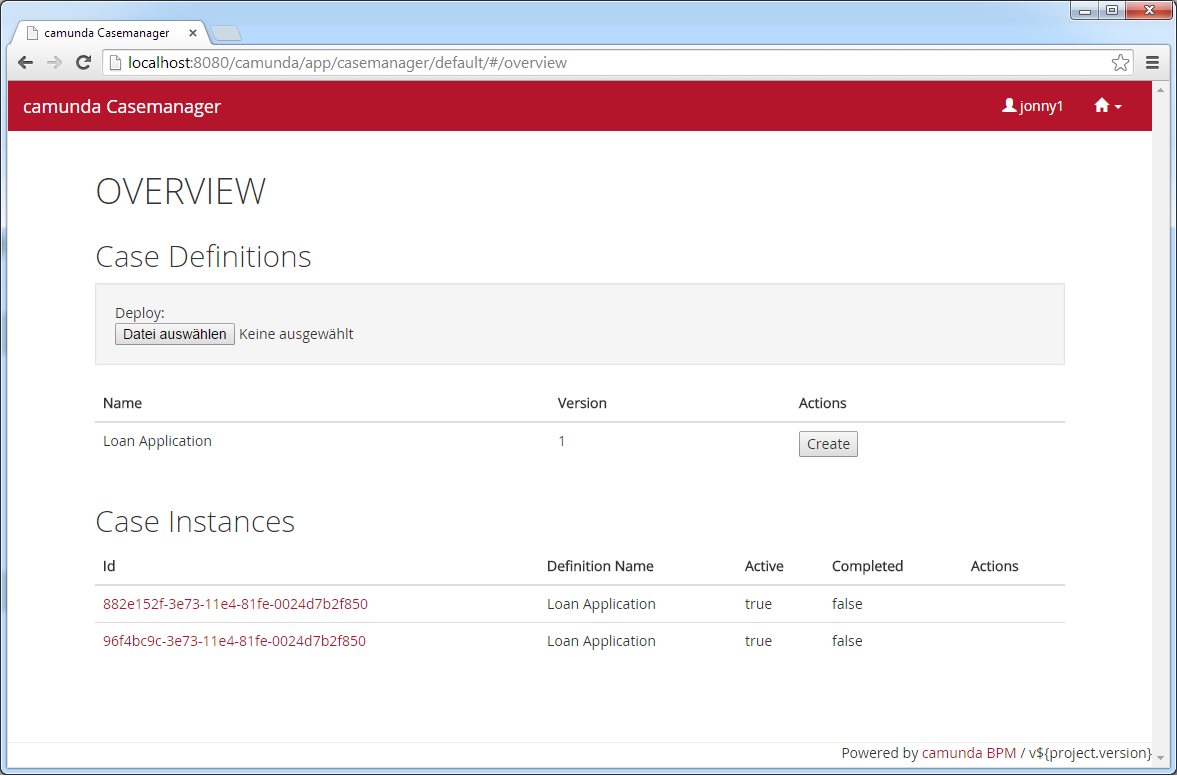 camunda Casemanager
localhost:8080/camunda/app/casemanager/default/#/overview
camunda Casemanager jonny1
OVERVIEW
Case Definitions
Deploy:
Datei auswählen Keine ausgewählt
Name Version Actions
Loan Application 1 Create
Case Instances
Id Definition Name Active Completed Actions
882e152f-3e73-11e4-81fe-0024d7b2f850 Loan Application true false
96f4bc9c-3e73-11e4-81fe-0024d7b2f850 Loan Application true false
Powered by camunda BPM / v${project.version}